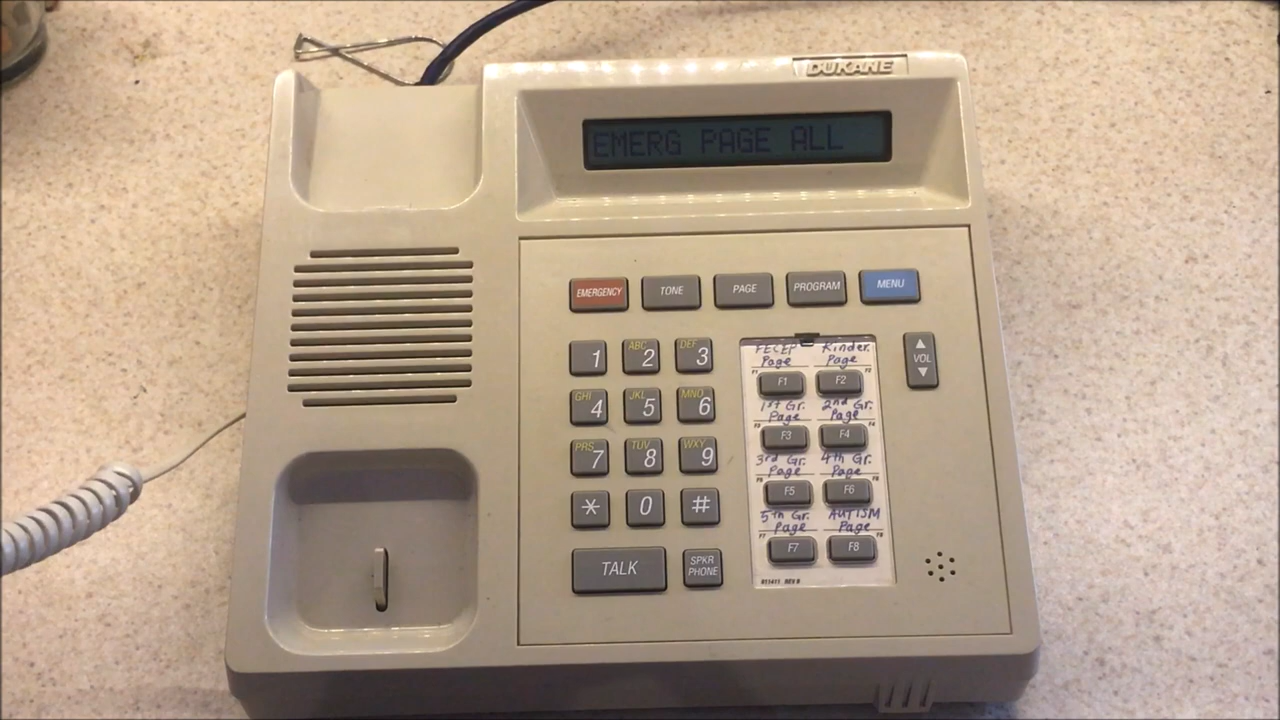 DUKANE
EMERG PAGE ALL
EMERGENCY TONE PAGE PROGRAM MENU
1 ABC 2 DEF 3
GHI 4 JKL 5 MNO 6
PRS 7 TUV 8 WXY 9
* 0 #
TALK SPKR PHONE
VOL
FECEP Page
Kinder. Page
F1 F2
1st Gr. Page
2nd Gr. Page
F3 F4
3rd Gr. Page
4th Gr. Page
F5 F6
5th Gr. Page
AUTISM Page
F7 F8